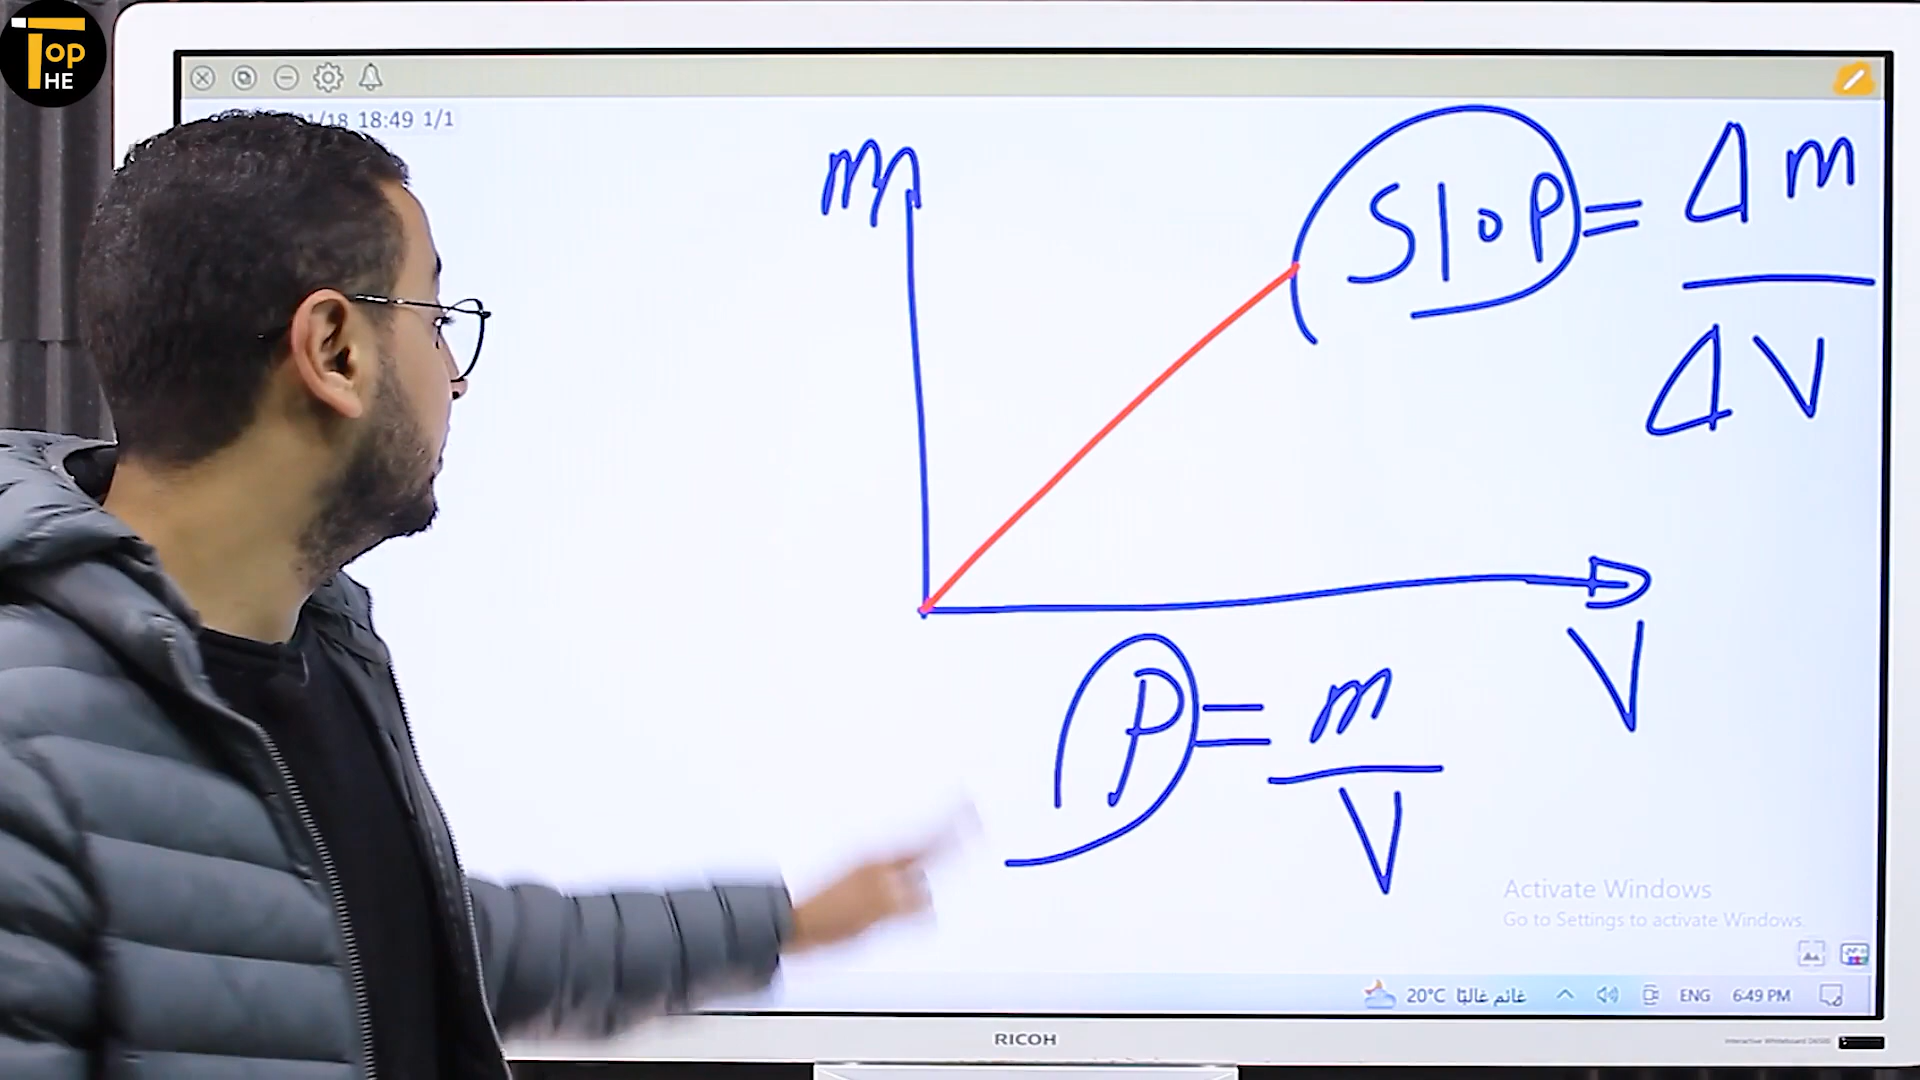 Top
HE
/18 18:49 1/1
m
Slop = Δm
ΔV
V
ρ = m
V
Activate Windows
Go to Settings to activate Windows.
20°C غائم غالبًا ENG 6:49 PM
RICOH